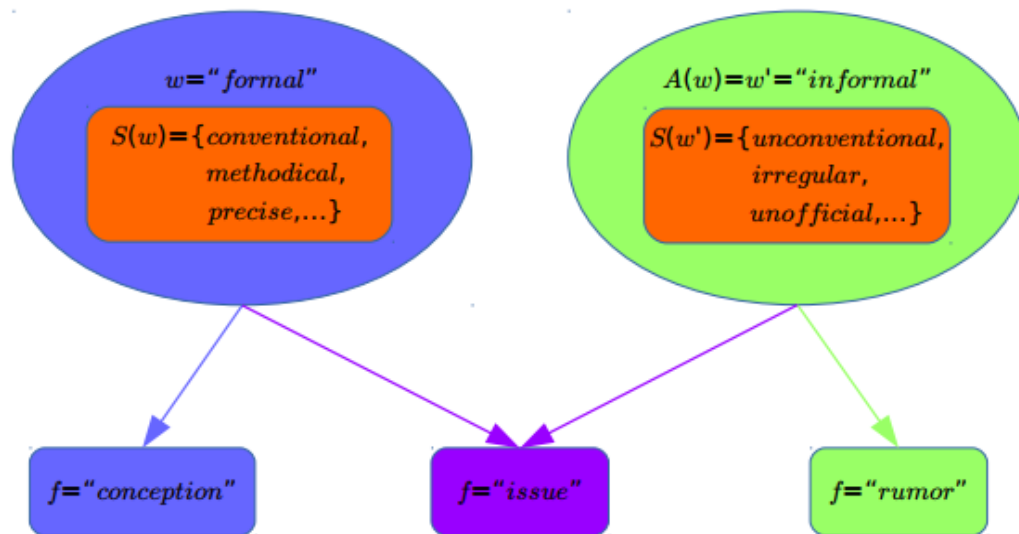 w=“formal”
S(w)={conventional,
methodical,
precise,...}
A(w)=w'=“informal”
S(w')={unconventional,
irregular,
unofficial,...}
f=“conception”
f=“issue”
f=“rumor”